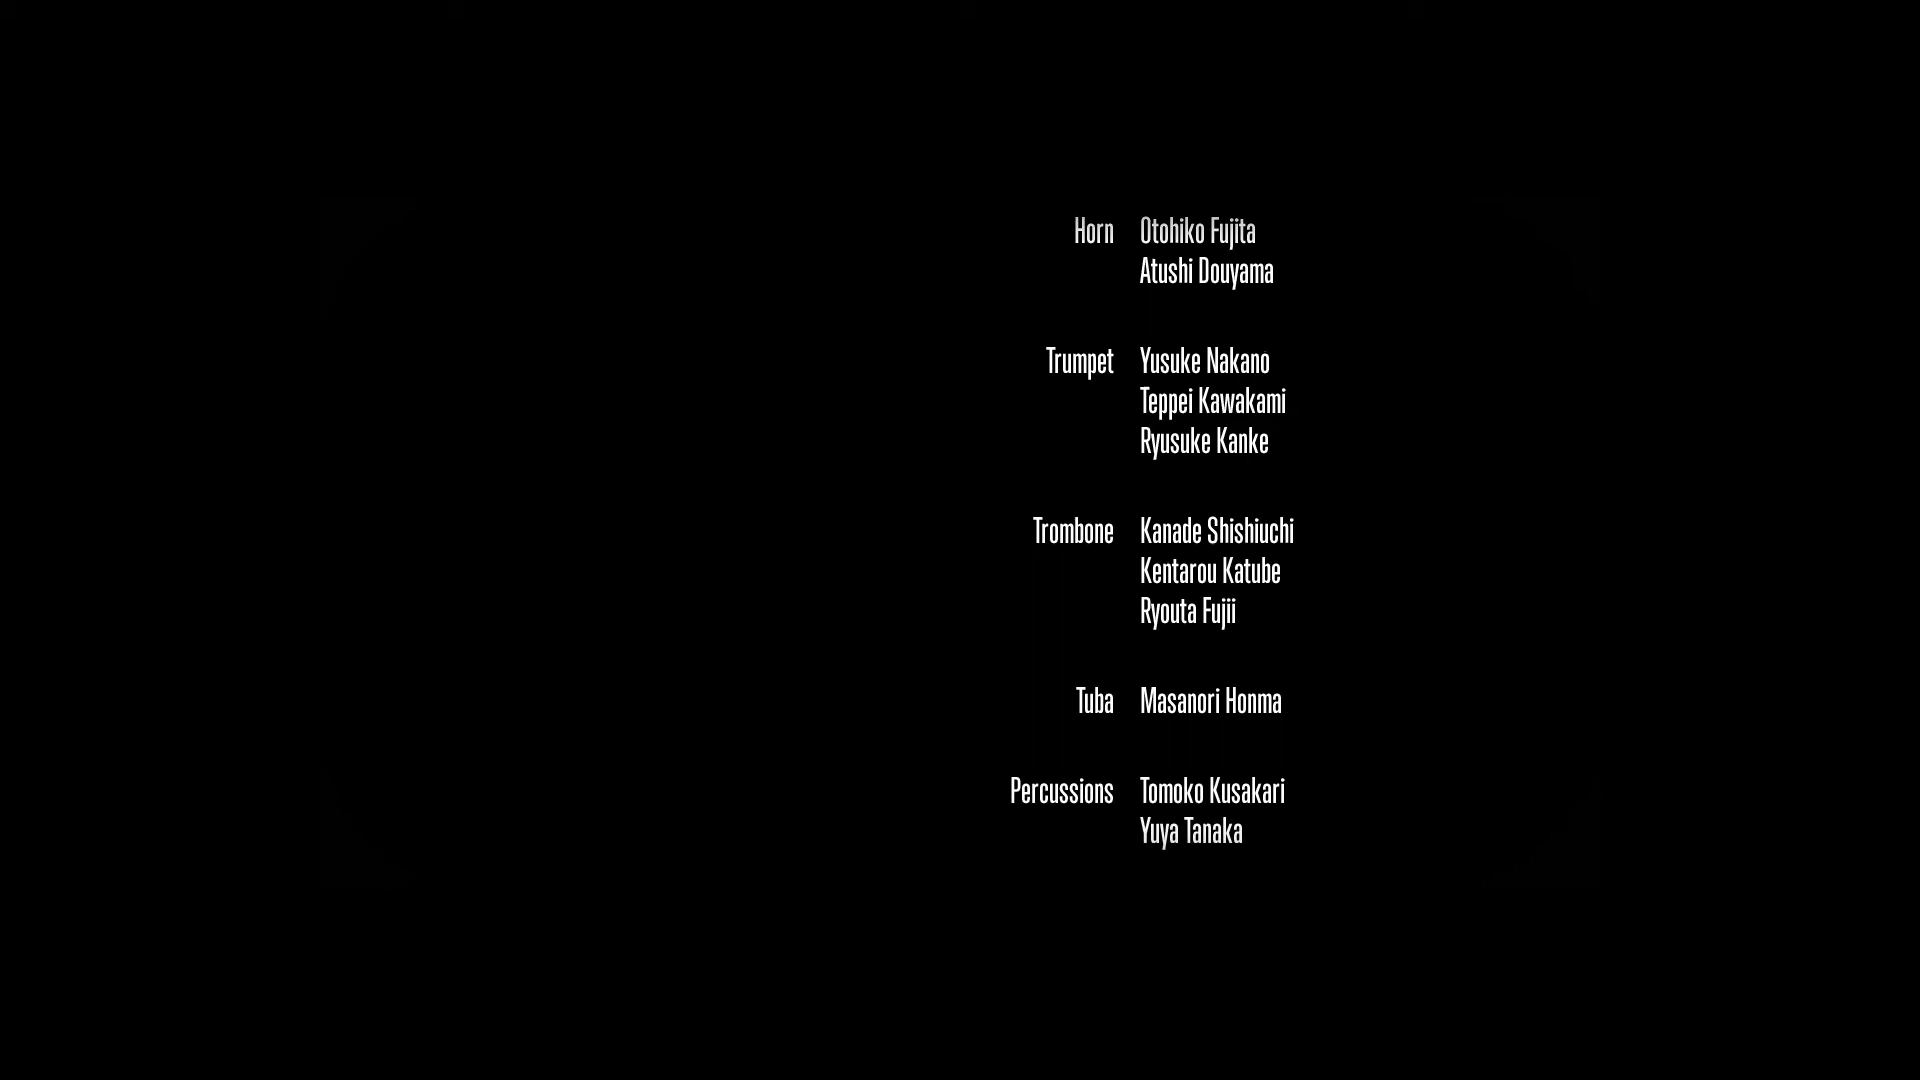 Horn Otohiko Fujita
Atushi Douyama
Trumpet Yusuke Nakano
Teppei Kawakami
Ryusuke Kanke
Trombone Kanade Shishiuchi
Kentarou Katube
Ryouta Fujii
Tuba Masanori Honma
Percussions Tomoko Kusakari
Yuya Tanaka